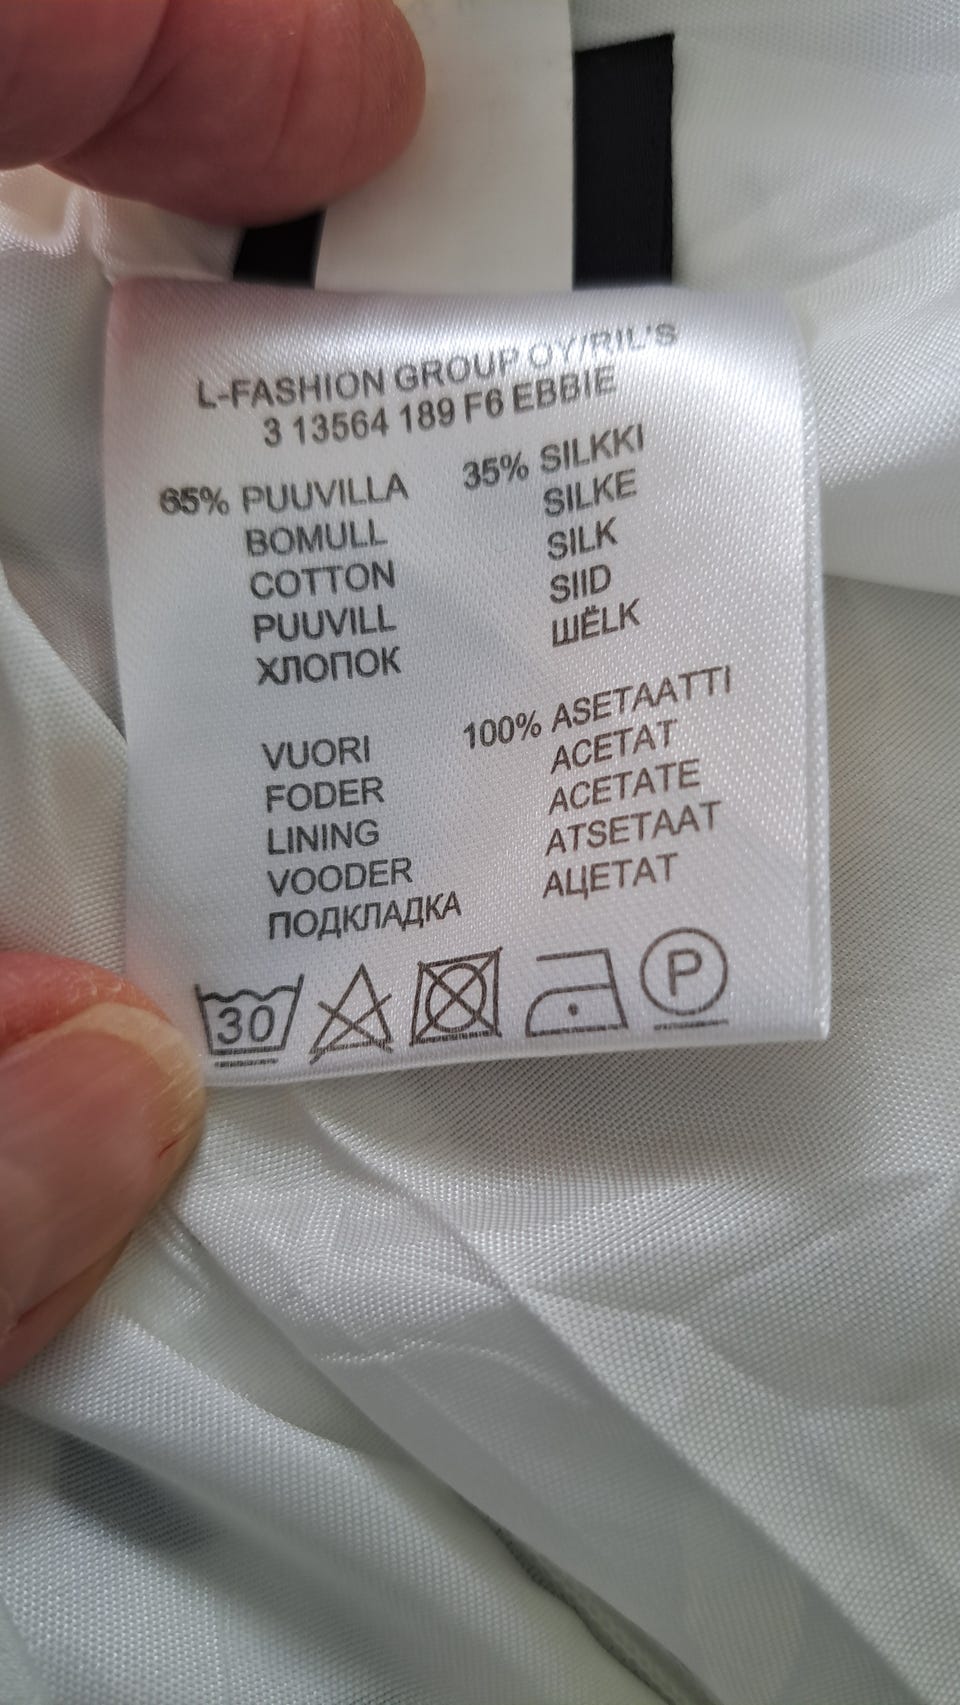 L-FASHION GROUP OY/RIL'S
3 13564 189 F6 EBBIE
65% PUUVILLA
BOMULL
COTTON
PUUVILL
ХЛОПОК
35% SILKKI
SILKE
SILK
SIID
ШЁLK
VUORI
FODER
LINING
VOODER
ПОДКЛАДКА
100% ASETAATTI
ACETAT
ACETATE
ATSETAAT
АЦЕТАТ
30
P